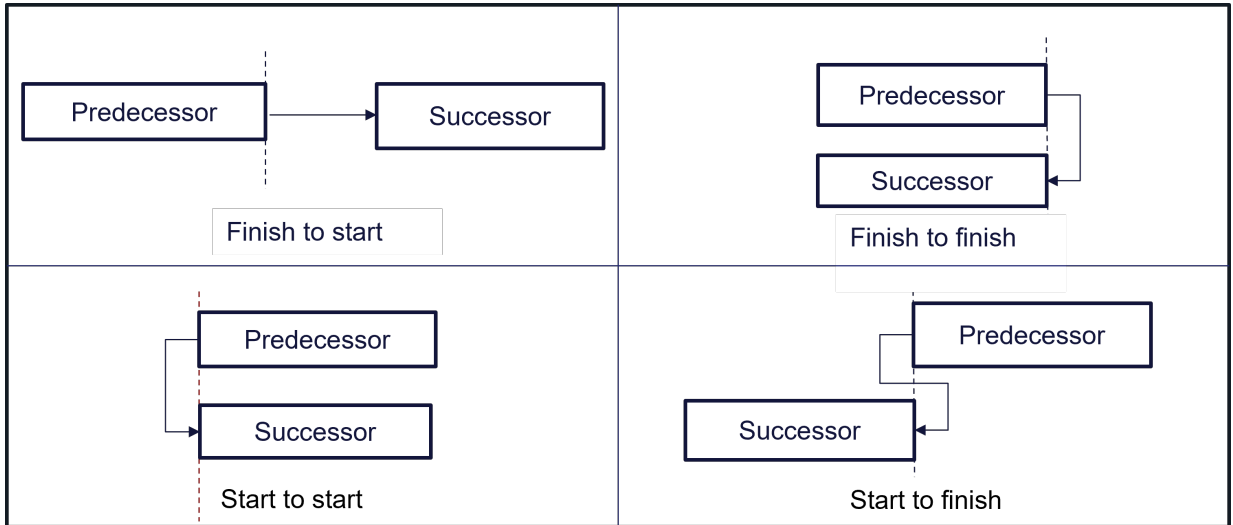 Predecessor
Successor
Finish to start
Predecessor
Successor
Finish to finish
Predecessor
Successor
Start to start
Predecessor
Successor
Start to finish